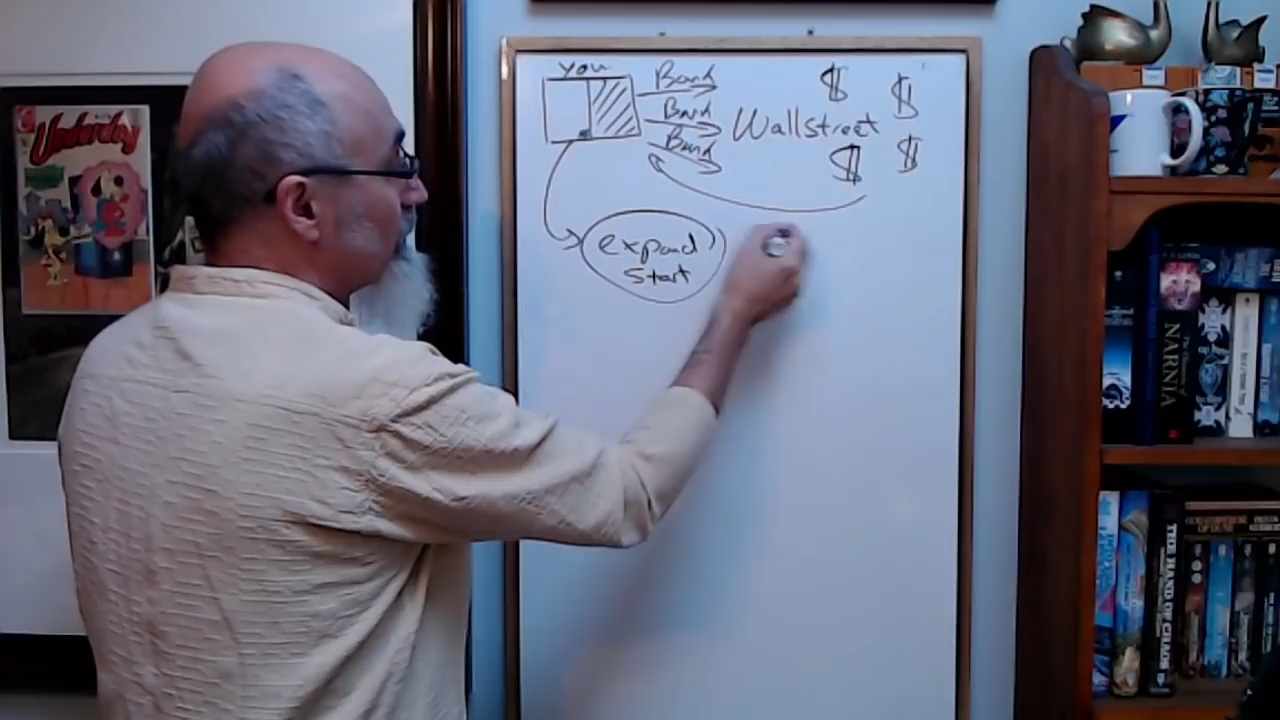 Underdog
you
Bank
Bank
Bank
Wallstreet
$ $
$ $
expand
Start
NARNIA
THE HAND OF CHAOS